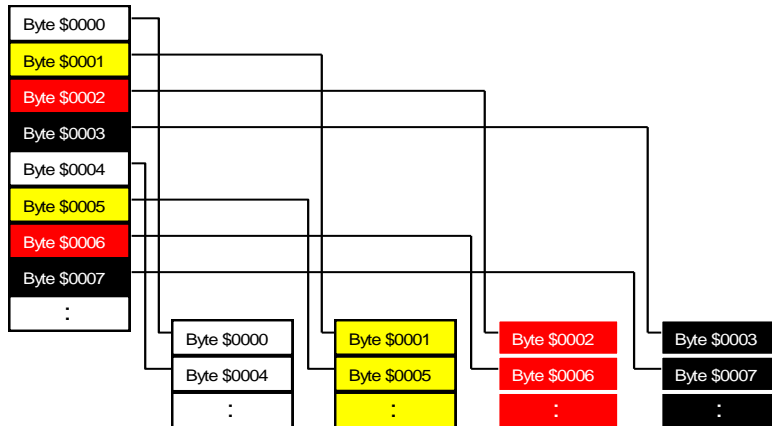 Byte $0000
Byte $0001
Byte $0002
Byte $0003
Byte $0004
Byte $0005
Byte $0006
Byte $0007
:
Byte $0000
Byte $0004
:
Byte $0001
Byte $0005
:
Byte $0002
Byte $0006
:
Byte $0003
Byte $0007
: